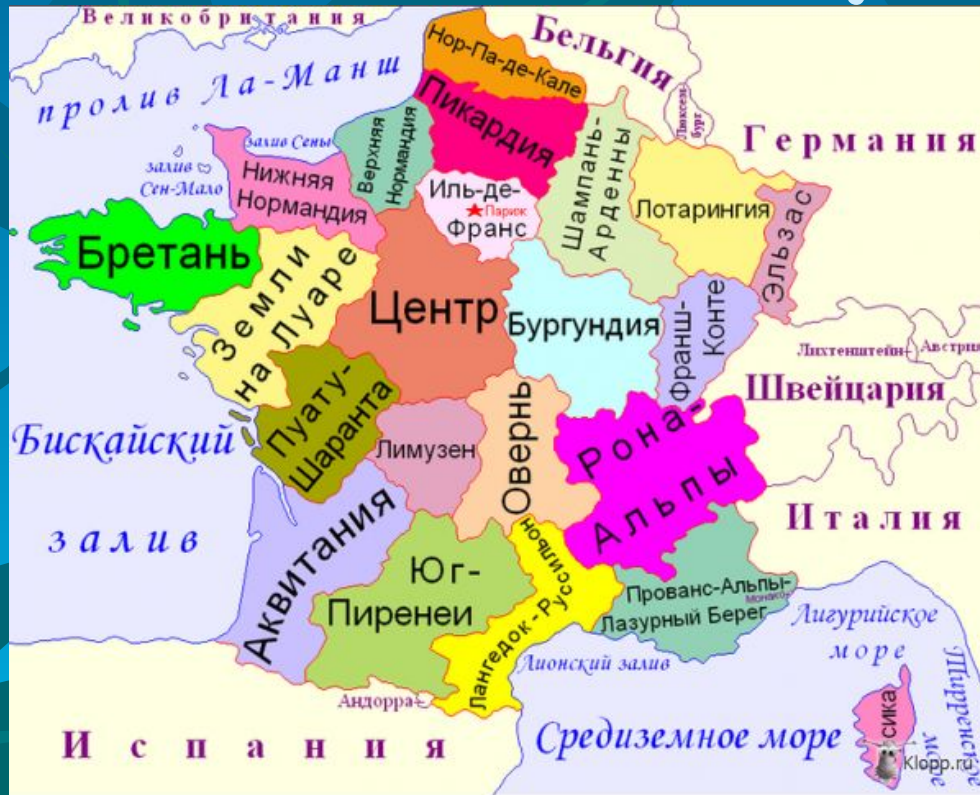 Великобритания
Бельгия
Нор-Па-де-Кале
пролив Ла-Манш
Пикардия
Люксем-
бург
Германия
залив Сены
Верхняя
Нормандия
залив
Сен-Мало
Нижняя
Нормандия
Иль-де-
Париж
Франс
Шампань-
Арденны
Лотарингия
Эльзас
Бретань
Земли
на Луаре
Центр
Бургундия
Франш-
Конте
Лихтенштейн
Австрия
Швейцария
Бискайский
залив
Пуату-
Шаранта
Лимузен
Овернь
Рона-
Альпы
Италия
Аквитания
Юг-
Пиренеи
Лангедок-Руссильон
Прованс-Альпы-
Монако
Лазурный Берег
Лигурийское
море
Лионский залив
Тирренское
море
Андорра
Испания
Средиземное море
сика
Klopp.ru